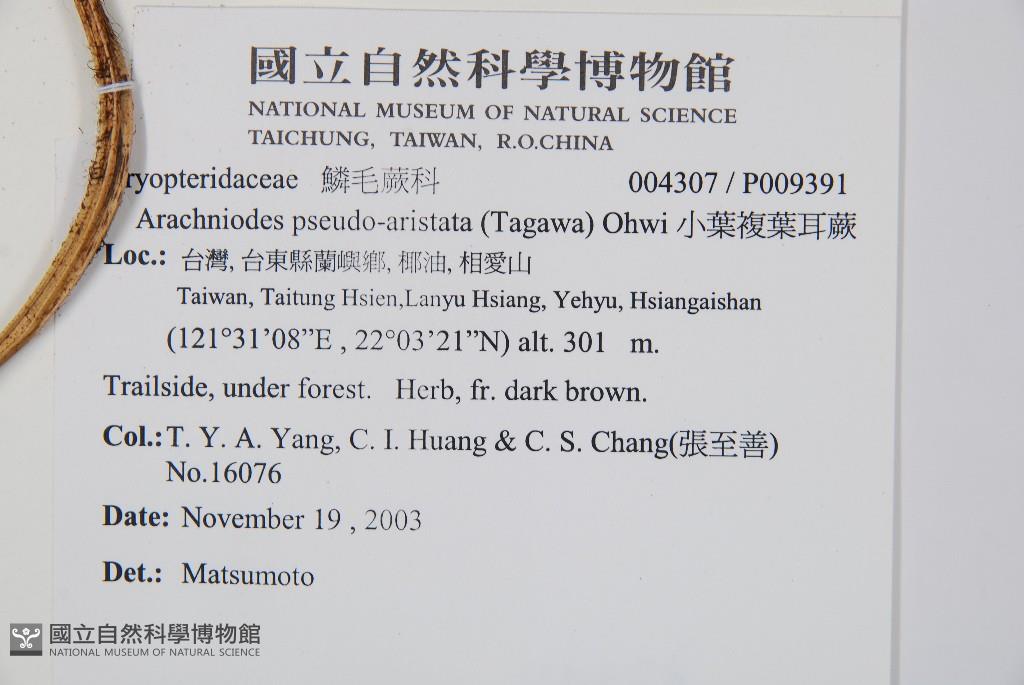 國立自然科學博物館
NATIONAL MUSEUM OF NATURAL SCIENCE
TAICHUNG, TAIWAN, R.O.CHINA
ryopteridaceae 鱗毛蕨科 004307 / P009391
Arachniodes pseudo-aristata (Tagawa) Ohwi 小葉複葉耳蕨
Loc.: 台灣, 台東縣蘭嶼鄉, 椰油, 相愛山
Taiwan, Taitung Hsien,Lanyu Hsiang, Yehyu, Hsiangaishan
(121°31’08”E , 22°03’21”N) alt. 301 m.
Trailside, under forest. Herb, fr. dark brown.
Col.:T. Y. A. Yang, C. I. Huang & C. S. Chang(張至善)
No.16076
Date: November 19 , 2003
Det.: Matsumoto
國立自然科學博物館
NATIONAL MUSEUM OF NATURAL SCIENCE